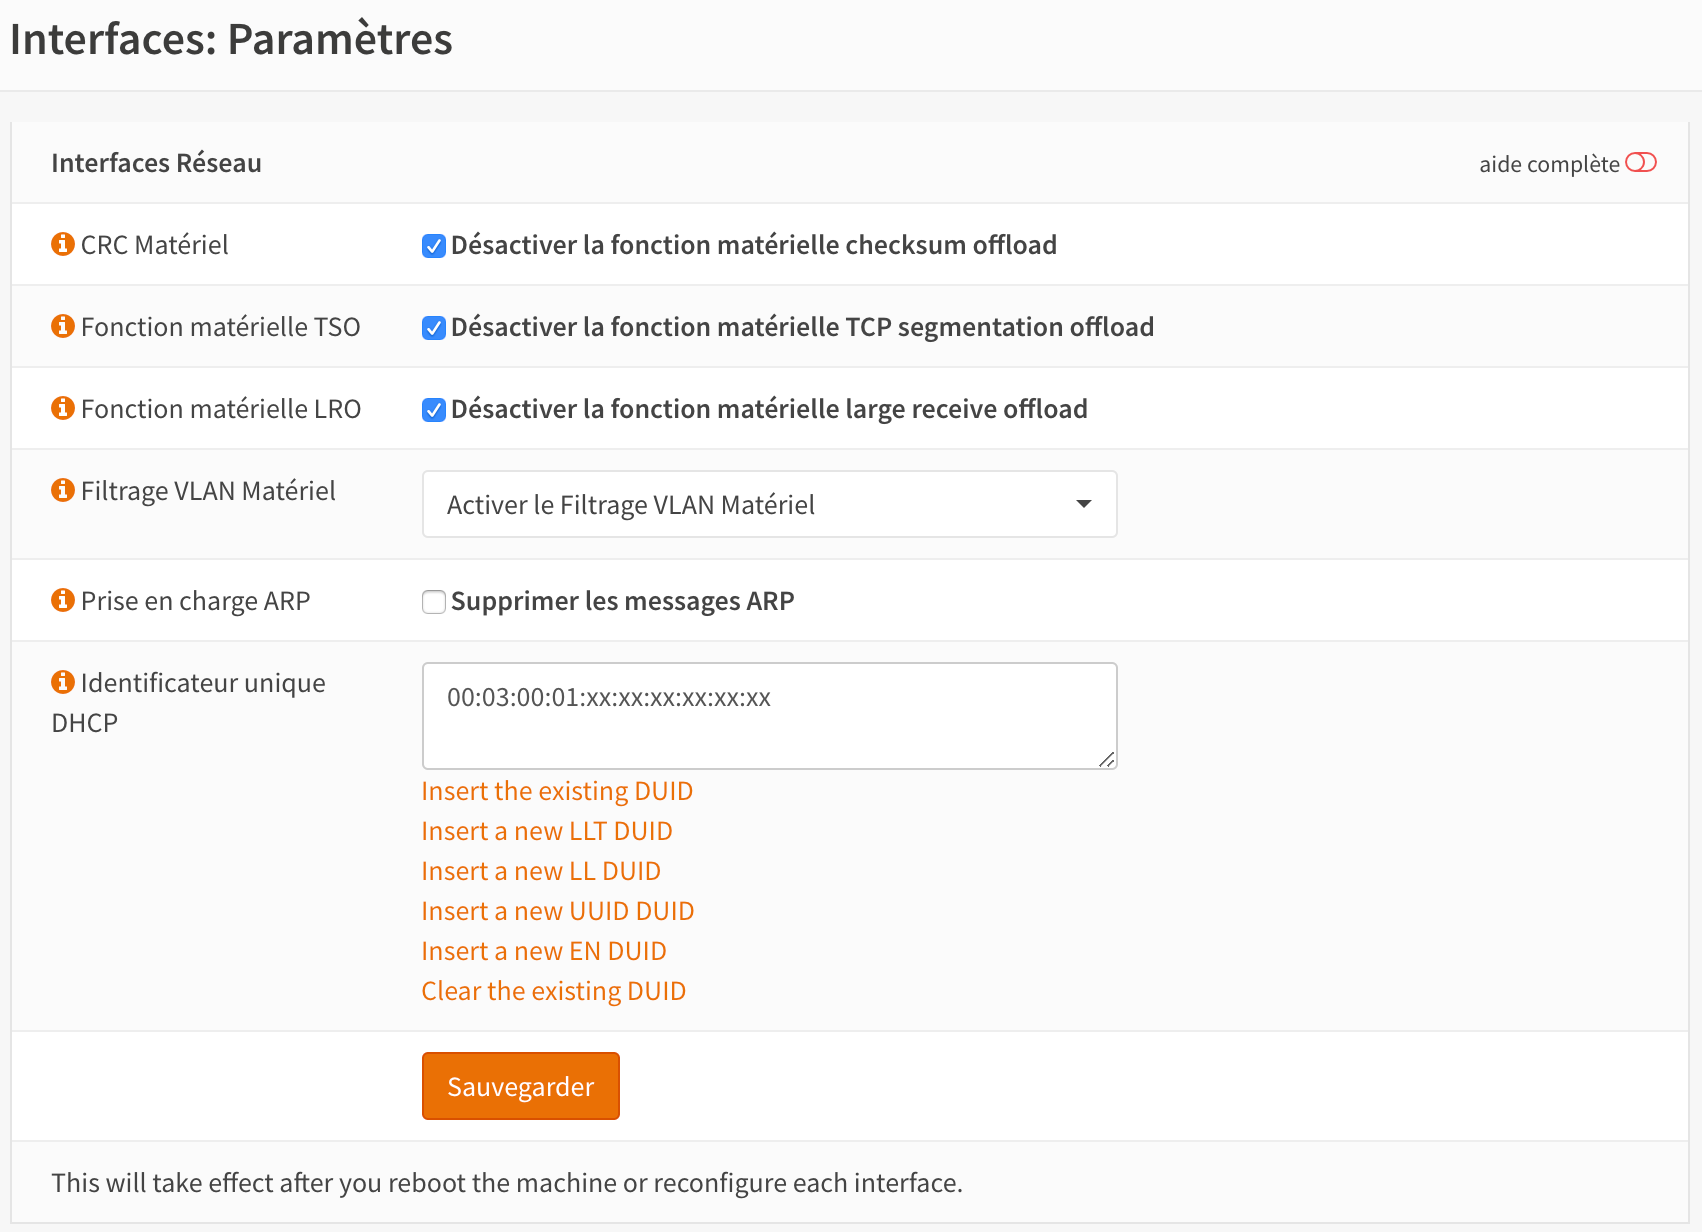 Interfaces: Paramètres
Interfaces Réseau
aide complète
CRC Matériel
Désactiver la fonction matérielle checksum offload
Fonction matérielle TSO
Désactiver la fonction matérielle TCP segmentation offload
Fonction matérielle LRO
Désactiver la fonction matérielle large receive offload
Filtrage VLAN Matériel
Activer le Filtrage VLAN Matériel
Prise en charge ARP
Supprimer les messages ARP
Identificateur unique
DHCP
00:03:00:01:xx:xx:xx:xx:xx:xx
Insert the existing DUID
Insert a new LLT DUID
Insert a new LL DUID
Insert a new UUID DUID
Insert a new EN DUID
Clear the existing DUID
Sauvegarder
This will take effect after you reboot the machine or reconfigure each interface.